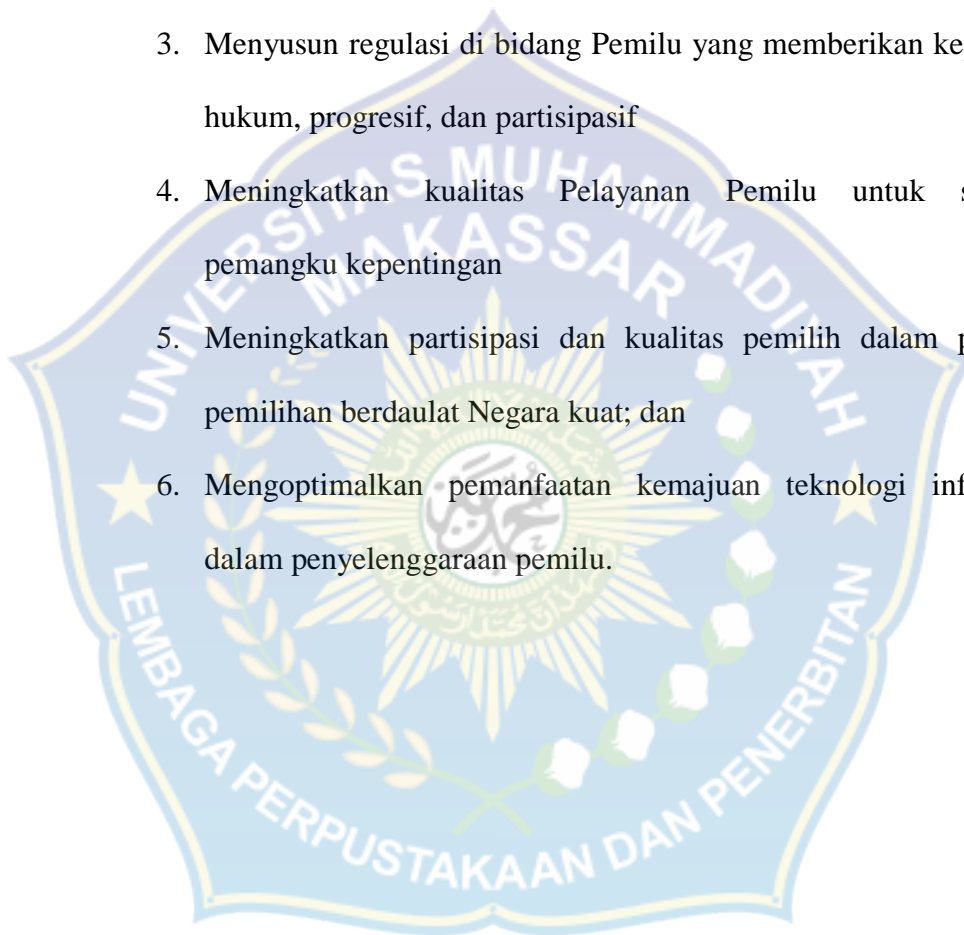 3. Menyusun regulasi di bidang Pemilu yang memberikan
hukum, progresif, dan partisipasif
4. Meningkatkan kualitas Pelayanan Pemilu untuk
pemangku kepentingan
5. Meningkatkan partisipasi dan kualitas pemilih dalam
pemilihan berdaulat Negara kuat; dan
6. Mengoptimalkan pemanfaatan kemajuan teknologi
dalam penyelenggaraan pemilu.
UNIVERSITAS MUHAMMADIYAH
MAKASSAR
LEMBAGA PERPUSTAKAAN DAN PENERBITAN